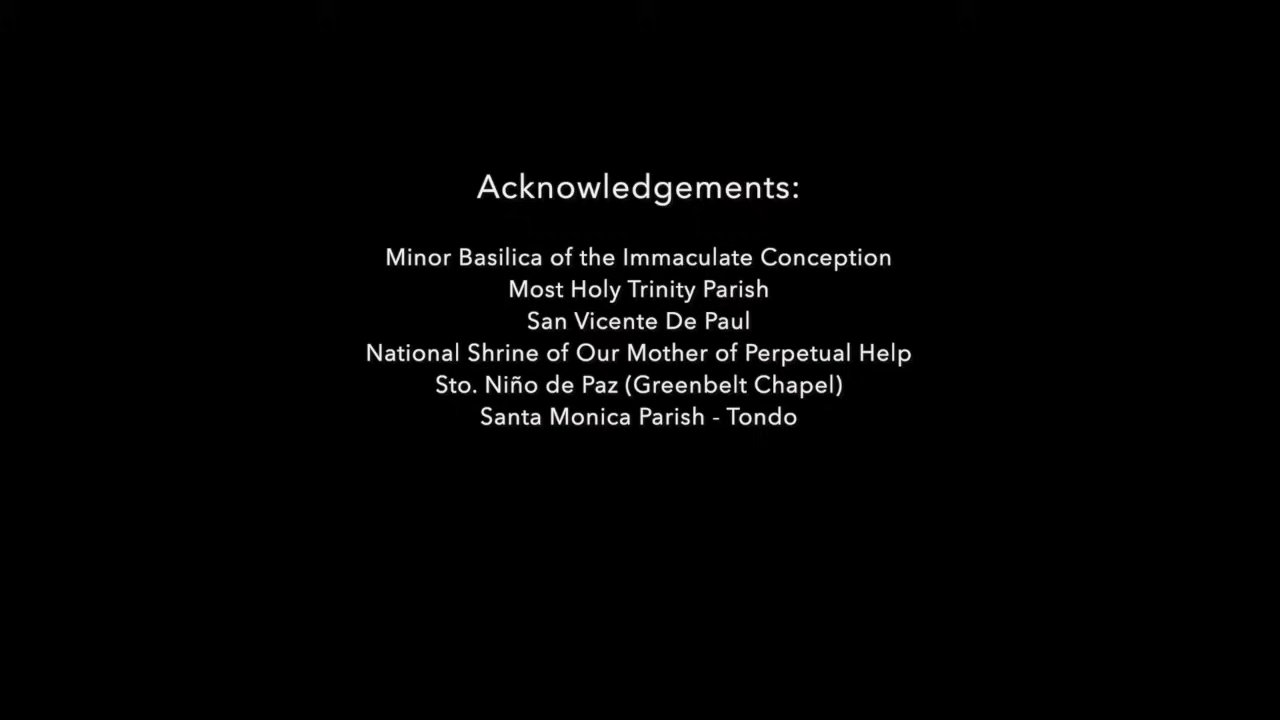 Acknowledgements:
Minor Basilica of the Immaculate Conception
Most Holy Trinity Parish
San Vicente De Paul
National Shrine of Our Mother of Perpetual Help
Sto. Niño de Paz (Greenbelt Chapel)
Santa Monica Parish - Tondo